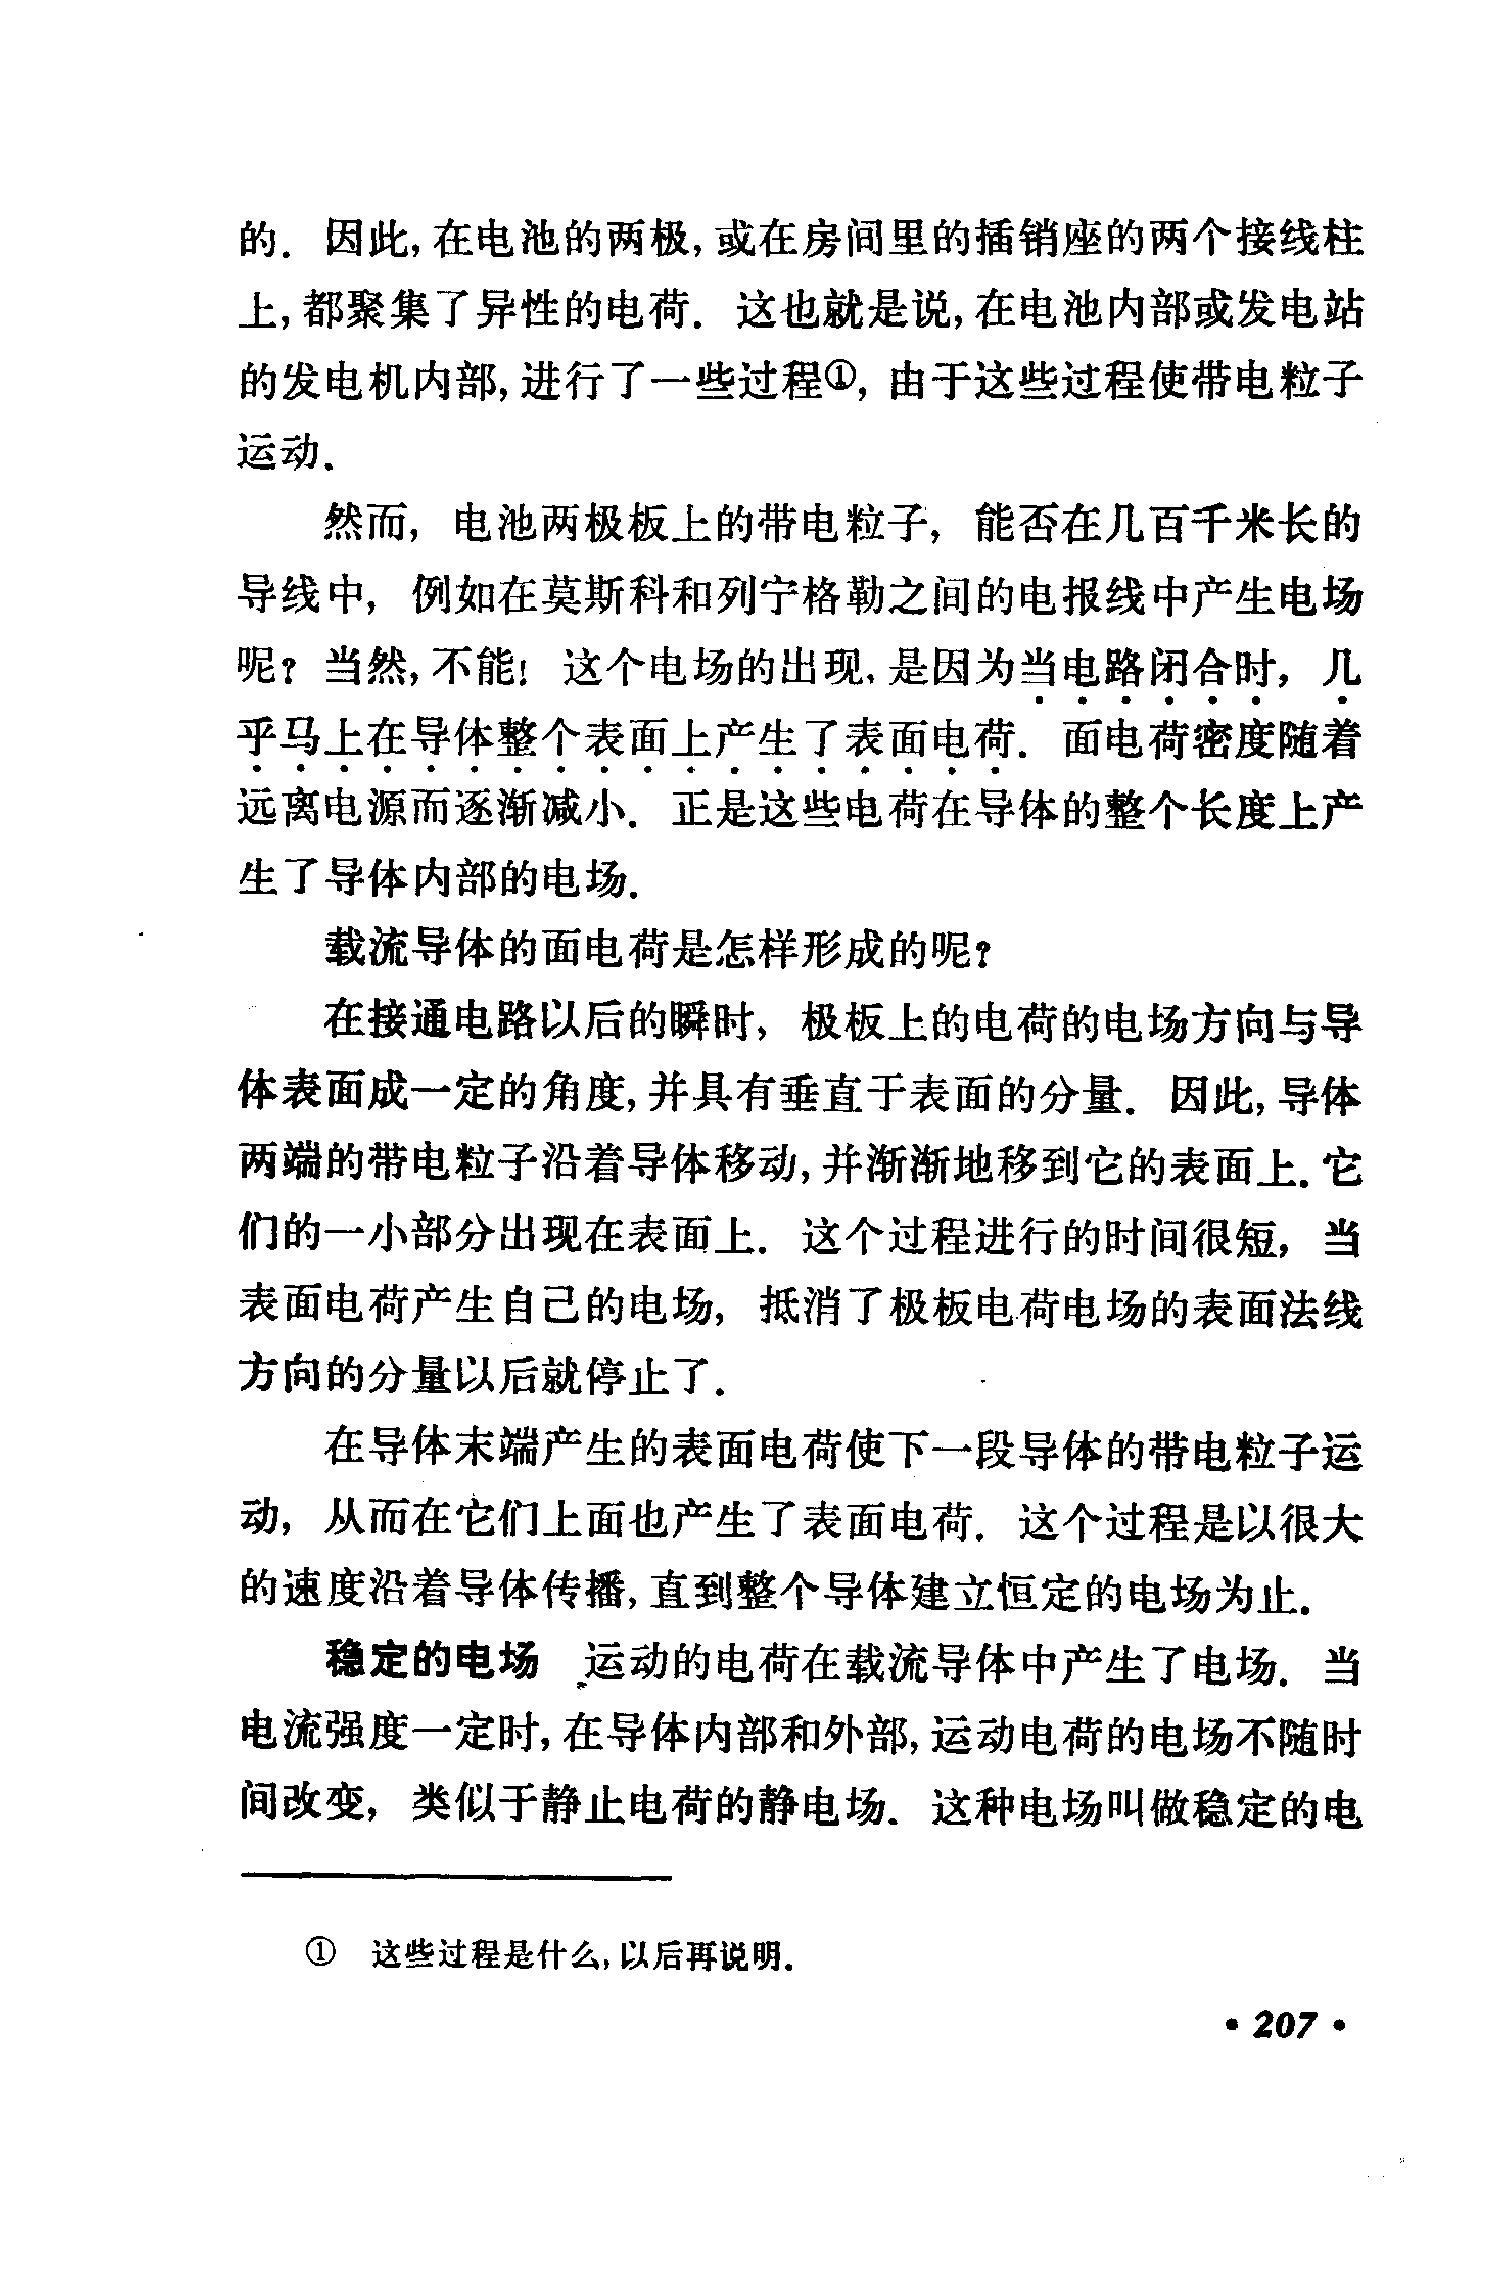 的．因此，在电池的两极，或在房间里的插销座的两个接线柱
上，都聚集了异性的电荷．这也就是说，在电池内部或发电站
的发电机内部，进行了一些过程①，由于这些过程使带电粒子
运动．
然而，电池两极板上的带电粒子，能否在几百千米长的
导线中，例如在莫斯科和列宁格勒之间的电报线中产生电场
呢？当然，不能！这个电场的出现，是因为当电路闭合时，几
乎马上在导体整个表面上产生了表面电荷．面电荷密度随着
远离电源而逐渐减小．正是这些电荷在导体的整个长度上产
生了导体内部的电场．
载流导体的面电荷是怎样形成的呢？
在接通电路以后的瞬时，极板上的电荷的电场方向与导
体表面成一定的角度，并具有垂直于表面的分量．因此，导体
两端的带电粒子沿着导体移动，并渐渐地移到它的表面上．它
们的一小部分出现在表面上．这个过程进行的时间很短，当
表面电荷产生自己的电场，抵消了极板电荷电场的表面法线
方向的分量以后就停止了．
在导体末端产生的表面电荷使下一段导体的带电粒子运
动，从而在它们上面也产生了表面电荷．这个过程是以很大
的速度沿着导体传播，直到整个导体建立恒定的电场为止．
稳定的电场 运动的电荷在载流导体中产生了电场．当
电流强度一定时，在导体内部和外部，运动电荷的电场不随时
间改变，类似于静止电荷的静电场．这种电场叫做稳定的电
① 这些过程是什么，以后再说明．
·207·